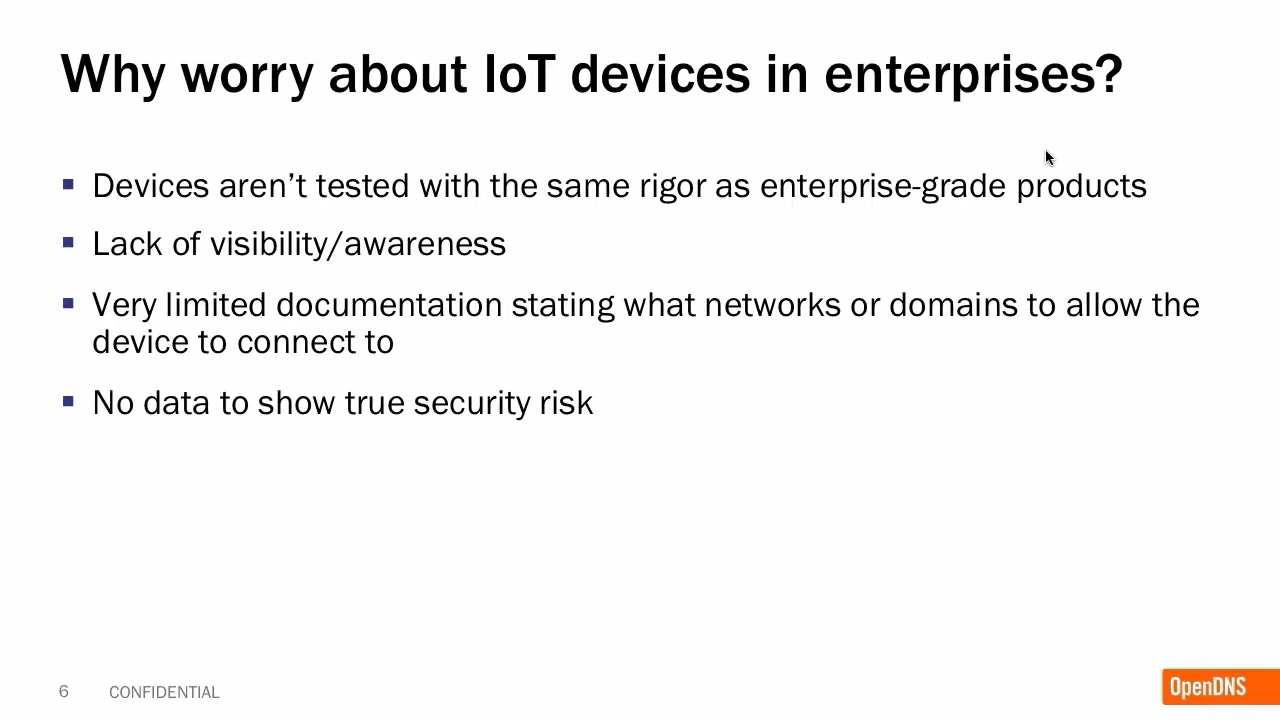 Why worry about IoT devices in enterprises?
Devices aren’t tested with the same rigor as enterprise-grade products
Lack of visibility/awareness
Very limited documentation stating what networks or domains to allow the
device to connect to
No data to show true security risk
6 CONFIDENTIAL
OpenDNS